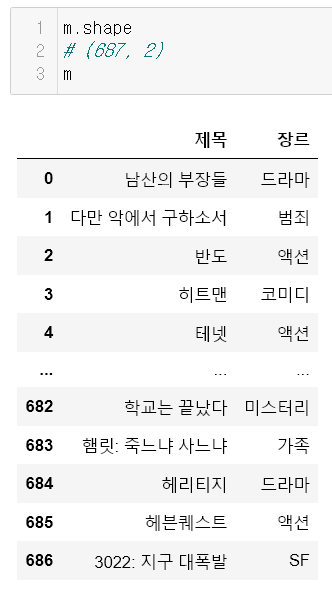 1 m.shape
2 # (687, 2)
3 m
제목 장르
0 남산의 부장들 드라마
1 다만 악에서 구하소서 범죄
2 반도 액션
3 히트맨 코미디
4 테넷 액션
... ... ...
682 학교는 끝났다 미스터리
683 햄릿: 죽느냐 사느냐 가족
684 헤리티지 드라마
685 헤븐퀘스트 액션
686 3022: 지구 대폭발 SF